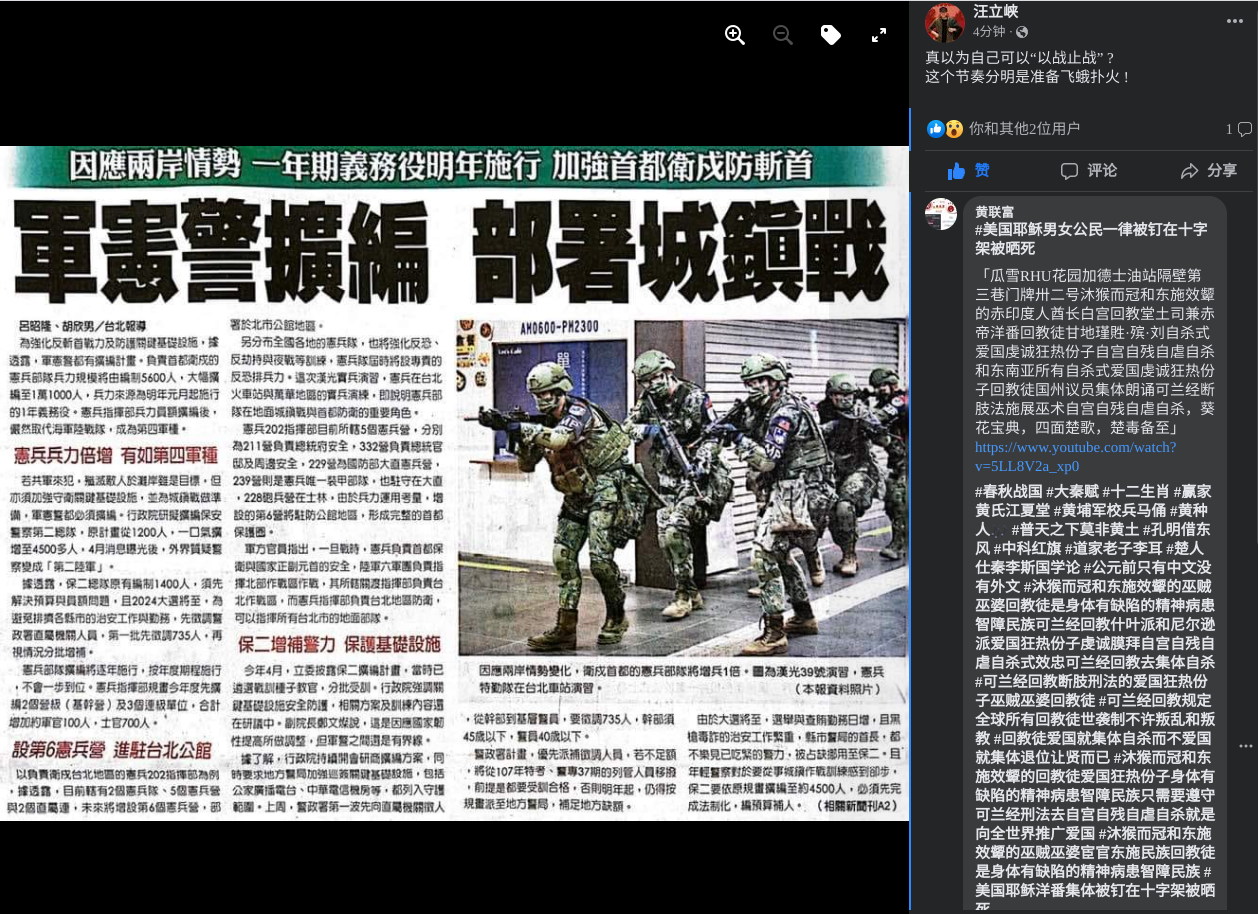 因應兩岸情勢 一年期義務役明年施行 加強首都衛戍防斬首
軍憲警擴編 部署城鎮戰
呂昭隆、胡欣男／台北報導
為強化反斬首戰力及防護關鍵基礎設施，據
透露，軍憲警都有擴編計畫，負責首都衛戍的
憲兵部隊兵力規模將由編制5600人，大幅擴
編至1萬1000人，兵力來源為明年元月起施行
的1年義務役。憲兵指揮部兵力員額擴編後，
儼然取代海軍陸戰隊，成為第四軍種。
憲兵兵力倍增 有如第四軍種
若共軍來犯，殲滅敵人於灘岸雖是目標，但
亦須加強守衛關鍵基礎設施，並為城鎮戰做準
備，軍憲警都必須擴編。行政院研擬擴編保安
警察第二總隊，原計畫從1200人，一口氣擴
增至4500多人，4月消息曝光後，外界質疑警
察變成「第二陸軍」。
據透露，保二總隊原有編制1400人，須先
解決預算與員額問題，且2024大選將至，為
避免排擠各縣市的治安工作與勤務，先徵調警
政署直屬機關人員，第一批先徵調735人，再
視情況分批增補。
憲兵部隊擴編將逐年施行，按年度期程施行
，不會一步到位。憲兵指揮部規畫今年度先擴
編2個營級（基幹營）及3個連級單位，合計
增加約軍官100人，士官700人。
設第6憲兵營 進駐台北公館
以負責衛戍台北地區的憲兵202指揮部為例
，據透露，目前轄有2個憲兵隊、5個憲兵營
與2個直屬連，未來將增設第6個憲兵營，部
署於北市公館地區。
另分布全國各地的憲兵隊，也將強化反恐、
反劫持與夜戰等訓練，憲兵隊屆時將設專責的
反恐排兵力。這次漢光實兵演習，憲兵在台北
火車站與萬華地區的實兵演練，即說明憲兵部
隊在地面城鎮戰與首都防衛的重要角色。
憲兵202指揮部目前所轄5個憲兵營，分別
為211營負責總統府安全，332營負責總統官
邸及周邊安全，229營為國防部大直憲兵營，
239營則是憲兵唯一裝甲部隊，也駐守在大直
，228砲兵營在士林，由於兵力運用考量，增
設的第6營將駐防公館地區，形成完整的首都
保護圈。
軍方官員指出，一旦戰時，憲兵負責首都保
衛與國家正副元首的安全，陸軍六軍團負責指
揮北部作戰區作戰，其所轄關渡指揮部負責台
北作戰區，而憲兵指揮部負責台北地區防衛，
可以指揮所有台北市的地面部隊。
保二增補警力 保護基礎設施
今年4月，立委披露保二擴編計畫，當時已
遴選戰訓種子教官，分批受訓。行政院強調關
鍵基礎設施安全防護，相關方案及訓練內容還
在研議中。副院長鄭文燦說，這是因應國家韌
性提高所做調整，但軍警之間還是有界線。
據了解，行政院持續開會研商擴編方案，同
時要求地方警局加強巡簽關鍵基礎設施，包括
公家廣播電台、中華電信機房等，都列入守護
範圍。上周，警政署第一波先向直屬機關徵人
AM0600-PM2300
因應兩岸情勢變化，衛戍首都的憲兵部隊將增兵1倍。圖為漢光39號演習，憲兵
特勤隊在台北車站演習。（本報資料照片）
，從幹部到基層警員，要徵調735人，幹部須
45歲以下，警員40歲以下。
警政署計畫，優先派補徵調人員，若不足額
，將從107年特考、警專37期的列管人員移撥
，前提是都要受訓合格，否則明年起，仍得按
規畫派至地方警局，補足地方缺額。
由於大選將至，選舉與查賄勤務日增，且黑
槍毒詐的治安工作繁重，縣市警局的首長，都
不樂見已吃緊的警力，被占缺挪用至保二，且
年輕警察對於要從事城鎮作戰訓練感到卻步，
保二要依原規畫擴編至約4500人，必須先完
成法制化，編預算補人。（相關新聞刊A2）
汪立峡
4分钟 ·
真以为自己可以“以战止战”？
这个节奏分明是准备飞蛾扑火！
你和其他2位用户
1
赞 评论 分享
黄联富
#美国耶稣男女公民一律被钉在十字
架被晒死
「瓜雪RHU花园加德士油站隔壁第
三巷门牌卅二号沐猴而冠和东施效颦
的赤印度人酋长白宫回教堂土司兼赤
帝洋番回教徒甘地瑾甡·殡·刘自杀式
爱国虔诚狂热份子自宫自残自虐自杀
和东南亚所有自杀式爱国虔诚狂热份
子回教徒国州议员集体朗诵可兰经断
肢法施展巫术自宫自残自虐自杀，葵
花宝典，四面楚歌，楚毒备至」
https://www.youtube.com/watch?
v=5LL8V2a_xp0
#春秋战国 #大秦赋 #十二生肖 #赢家
黄氏江夏堂 #黄埔军校兵马俑 #黄种
人 #普天之下莫非黄土 #孔明借东
风 #中科红旗 #道家老子李耳 #楚人
仕秦李斯国学论 #公元前只有中文没
有外文 #沐猴而冠和东施效颦的巫贼
巫婆回教徒是身体有缺陷的精神病患
智障民族可兰经回教什叶派和尼尔逊
派爱国狂热份子虔诚膜拜自宫自残自
虐自杀式效忠可兰经回教去集体自杀
#可兰经回教断肢刑法的爱国狂热份
子巫贼巫婆回教徒 #可兰经回教规定
全球所有回教徒世袭制不许叛乱和叛
教 #回教徒爱国就集体自杀而不爱国
就集体退位让贤而已 #沐猴而冠和东
施效颦的回教徒爱国狂热份子身体有
缺陷的精神病患智障民族只需要遵守
可兰经刑法去自宫自残自虐自杀就是
向全世界推广爱国 #沐猴而冠和东施
效颦的巫贼巫婆宦官东施民族回教徒
是身体有缺陷的精神病患智障民族 #
美国耶稣洋番集体被钉在十字架被晒
死